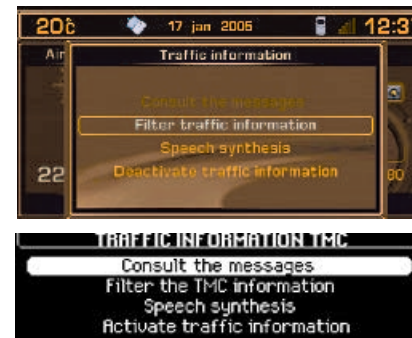 20ċ 17 jan 2005 12:3
Air Traffic information
Consult the messages
Filter traffic information
Speech synthesis
22 Deactivate traffic information 80
TRAFFIC INFORMATION TMC
Consult the messages
Filter the TMC information
Speech synthesis
Activate traffic information